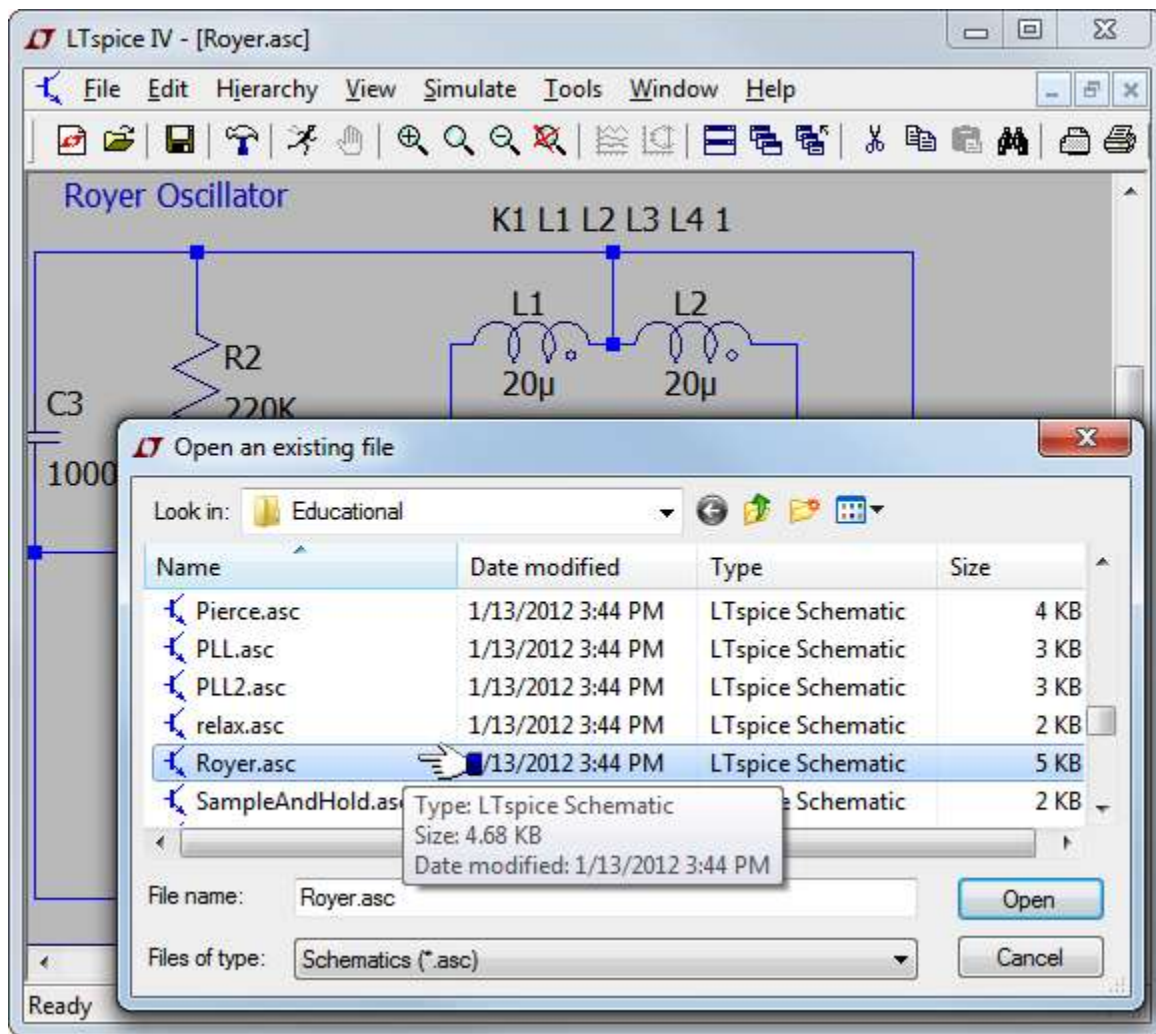 LTspice IV - [Royer.asc]
File Edit Hierarchy View Simulate Tools Window Help
Royer Oscillator
K1 L1 L2 L3 L4 1
L1 L2
R2
20µ 20µ
C3
220K
1000
Open an existing file
Look in: Educational
Name Date modified Type Size
Pierce.asc 1/13/2012 3:44 PM LTspice Schematic 4 KB
PLL.asc 1/13/2012 3:44 PM LTspice Schematic 3 KB
PLL2.asc 1/13/2012 3:44 PM LTspice Schematic 3 KB
relax.asc 1/13/2012 3:44 PM LTspice Schematic 2 KB
Royer.asc /13/2012 3:44 PM LTspice Schematic 5 KB
SampleAndHold.as Schematic 2 KB
Type: LTspice Schematic
Size: 4.68 KB
Date modified: 1/13/2012 3:44 PM
File name: Royer.asc Open
Files of type: Schematics (*.asc) Cancel
Ready